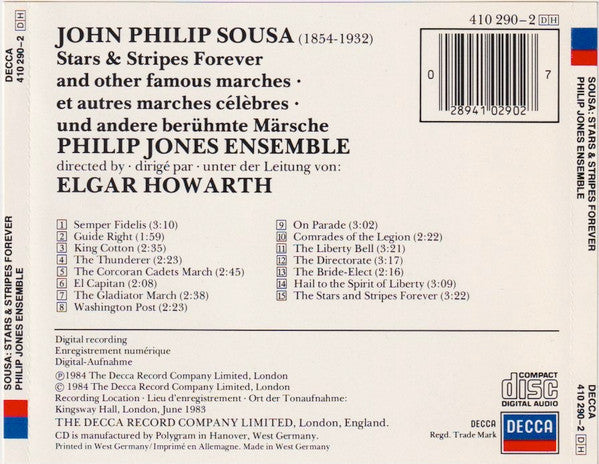 DECCA
410 290-2 DH
SOUSA: STARS & STRIPES FOREVER
PHILIP JONES ENSEMBLE
JOHN PHILIP SOUSA (1854-1932)
Stars & Stripes Forever
and other famous marches ·
et autres marches célèbres ·
und andere berühmte Märsche
PHILIP JONES ENSEMBLE
directed by · dirigé par · unter der Leitung von:
ELGAR HOWARTH
410 290-2 DH
0 7
28941 02902
1 Semper Fidelis (3:10)
2 Guide Right (1:59)
3 King Cotton (2:35)
4 The Thunderer (2:23)
5 The Corcoran Cadets March (2:45)
6 El Capitan (2:08)
7 The Gladiator March (2:38)
8 Washington Post (2:23)
9 On Parade (3:02)
10 Comrades of the Legion (2:22)
11 The Liberty Bell (3:21)
12 The Directorate (3:17)
13 The Bride-Elect (2:16)
14 Hail to the Spirit of Liberty (3:09)
15 The Stars and Stripes Forever (3:22)
Digital recording
Enregistrement numérique
Digital-Aufnahme
℗ 1984 The Decca Record Company Limited, London
© 1984 The Decca Record Company Limited, London
Recording Location · Lieu d'enregistrement · Ort der Tonaufnahme:
Kingsway Hall, London, June 1983
THE DECCA RECORD COMPANY LIMITED, London, England.
CD is manufactured by Polygram in Hanover, West Germany.
Printed in West Germany/Imprimé en Allemagne. Made in West Germany.
COMPACT
disc
DIGITAL AUDIO
DECCA
Regd. Trade Mark
DECCA
SOUSA: STARS & STRIPES FOREVER
PHILIP JONES ENSEMBLE
DECCA
410 290-2 DH